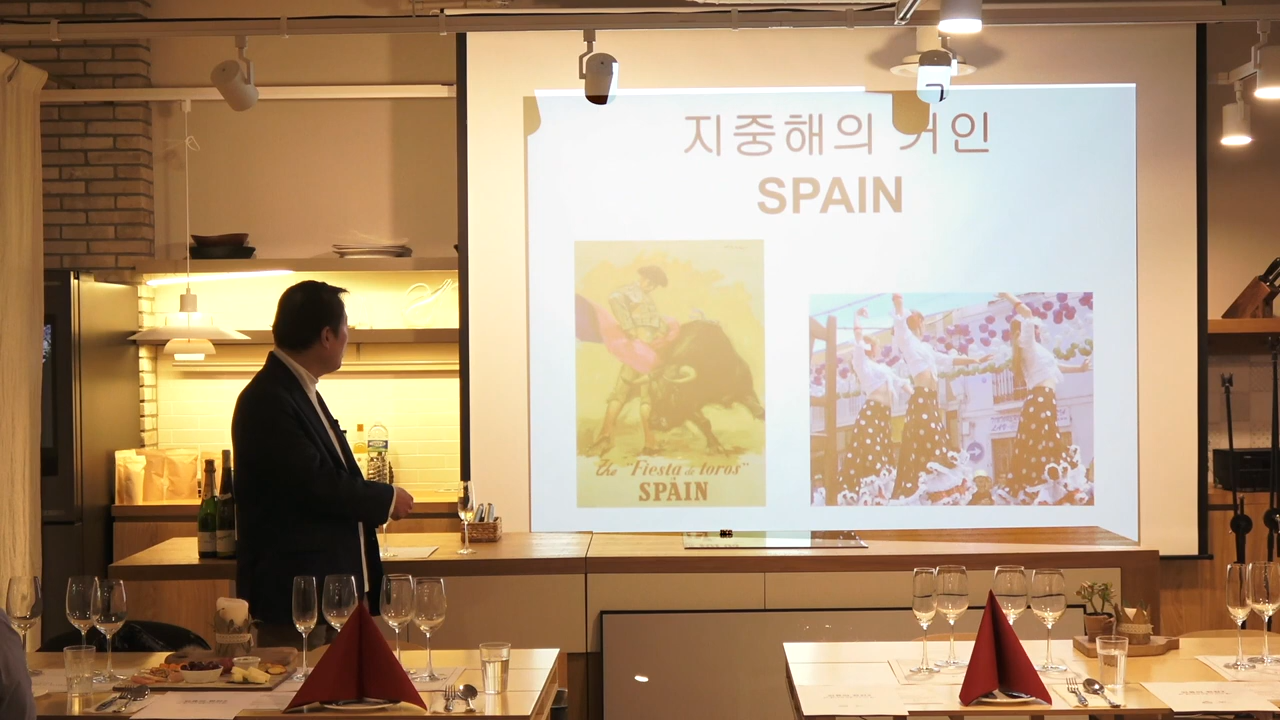 지중해의 거인
SPAIN
The "Fiesta de toros"
SPAIN